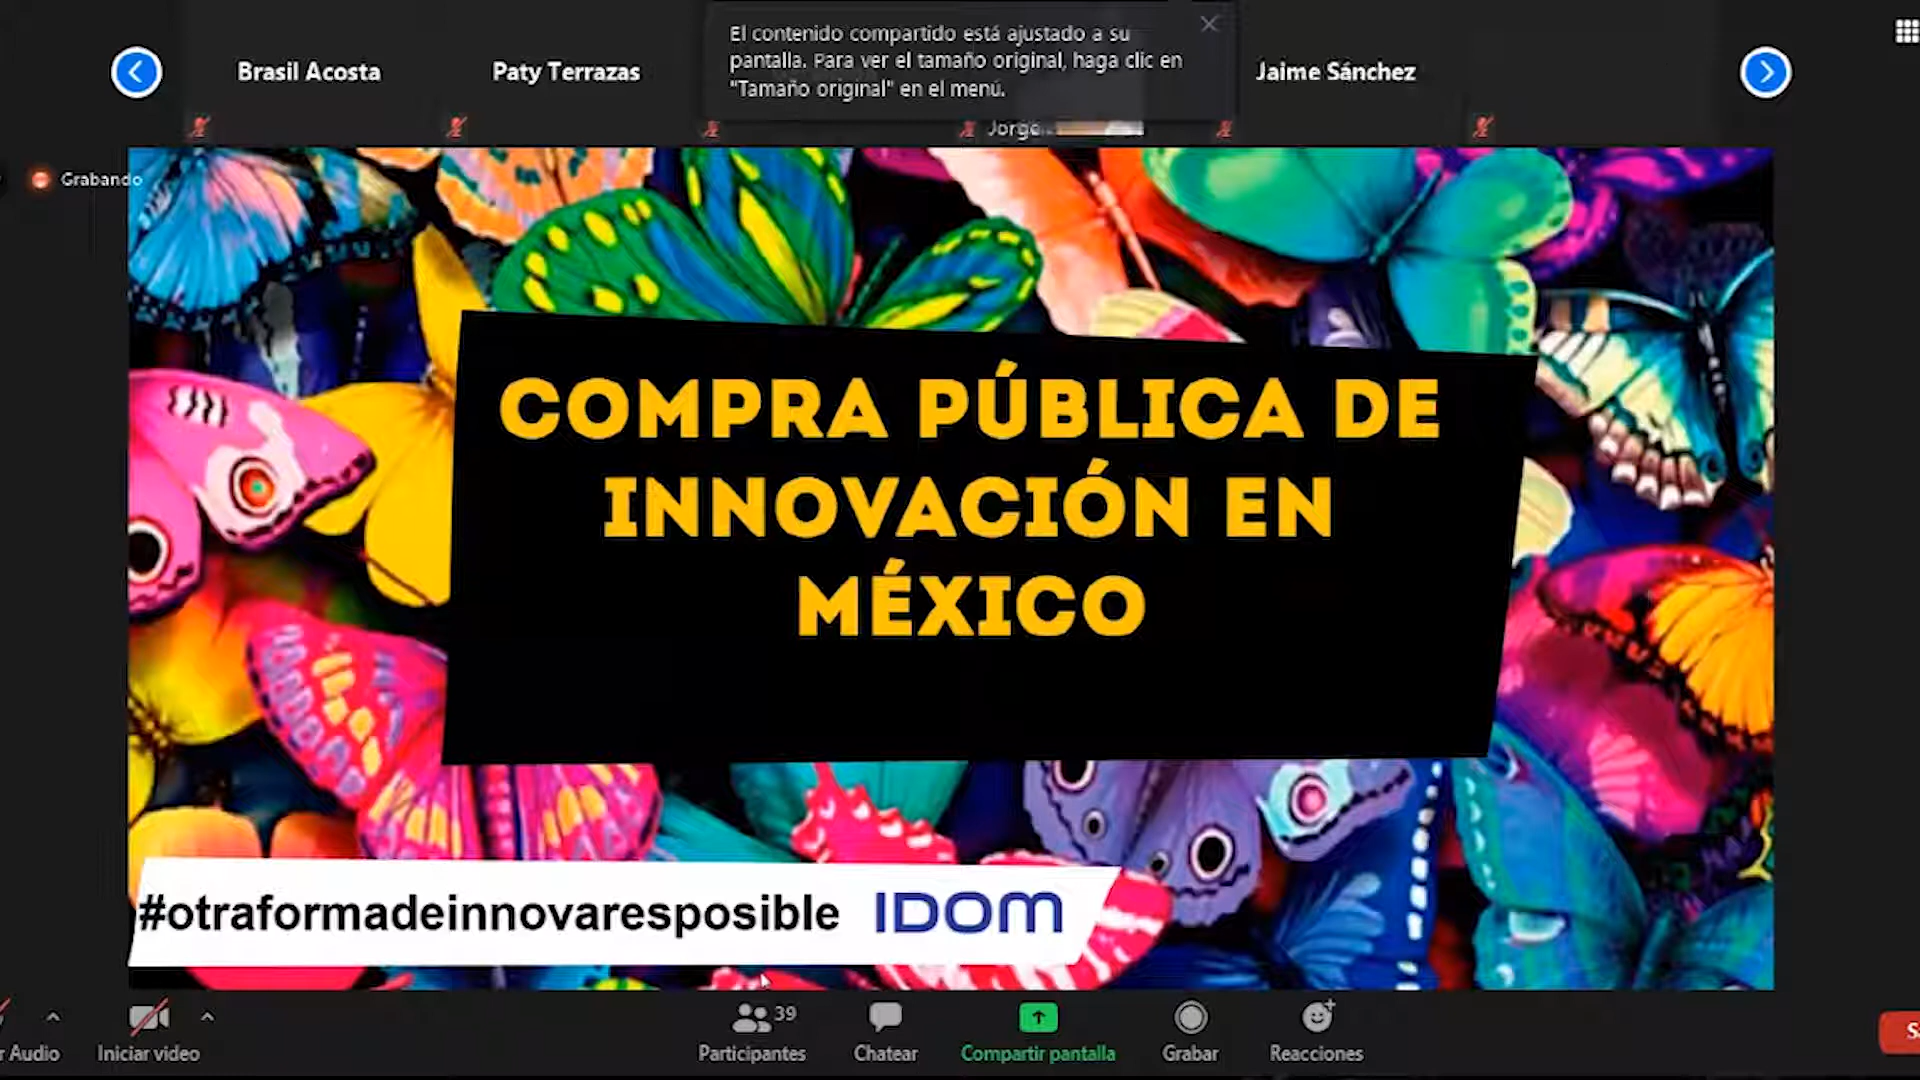 Brasil Acosta
Paty Terrazas
El contenido compartido está ajustado a su
pantalla. Para ver el tamaño original, haga clic en
"Tamaño original" en el menú.
Jaime Sánchez
Jorge
Grabando
COMPRA PÚBLICA DE
INNOVACIÓN EN
MÉXICO
#otraformadeinnovaresposible IDOM
Audio
Iniciar video
39
Participantes
Chatear
Compartir pantalla
Grabar
Reacciones